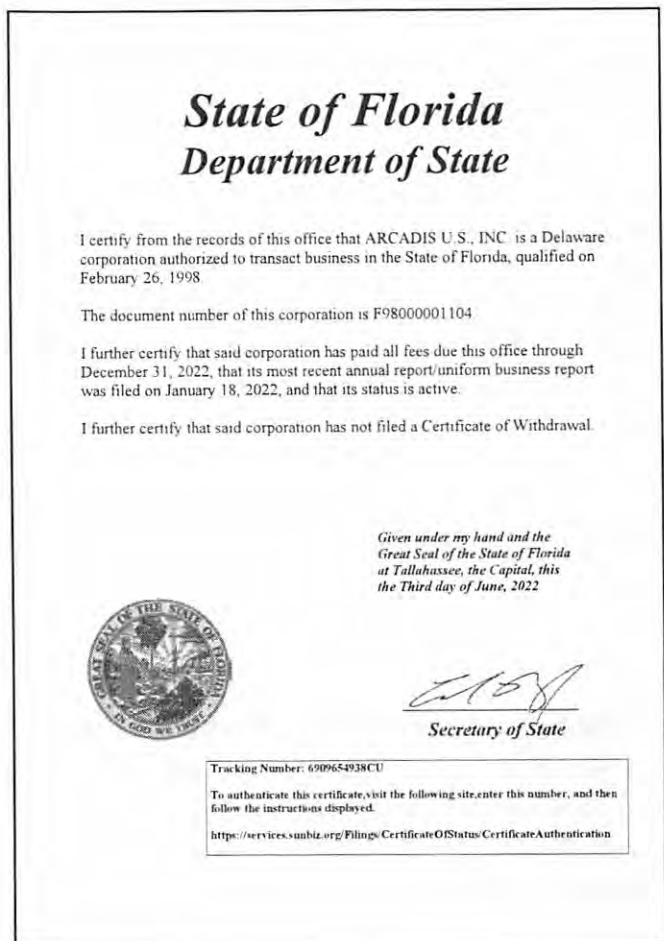 State of Florida
Department of State
I certify from the records of this office that ARCADIS U.S., INC. is a Delaware
corporation authorized to transact business in the State of Florida, qualified on
February 26, 1998.
The document number of this corporation is F98000001104.
I further certify that said corporation has paid all fees due this office through
December 31, 2022, that its most recent annual report/uniform business report
was filed on January 18, 2022, and that its status is active.
I further certify that said corporation has not filed a Certificate of Withdrawal.
Given under my hand and the
Great Seal of the State of Florida
at Tallahassee, the Capital, this
the Third day of June, 2022
GREAT SEAL OF THE STATE OF FLORIDA
IN GOD WE TRUST
Secretary of State
Tracking Number: 6909654938CU
To authenticate this certificate,visit the following site,enter this number, and then
follow the instructions displayed.
https://services.sunbiz.org/Filings/CertificateOfStatus/CertificateAuthentication